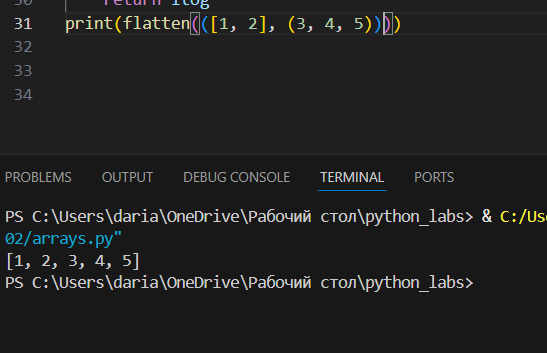 30 return itog
31 print(flatten(([1, 2], (3, 4, 5))))
32
33
34
PROBLEMS OUTPUT DEBUG CONSOLE TERMINAL PORTS
PS C:\Users\daria\OneDrive\Рабочий стол\python_labs> & C:/Use
02/arrays.py"
[1, 2, 3, 4, 5]
PS C:\Users\daria\OneDrive\Рабочий стол\python_labs>